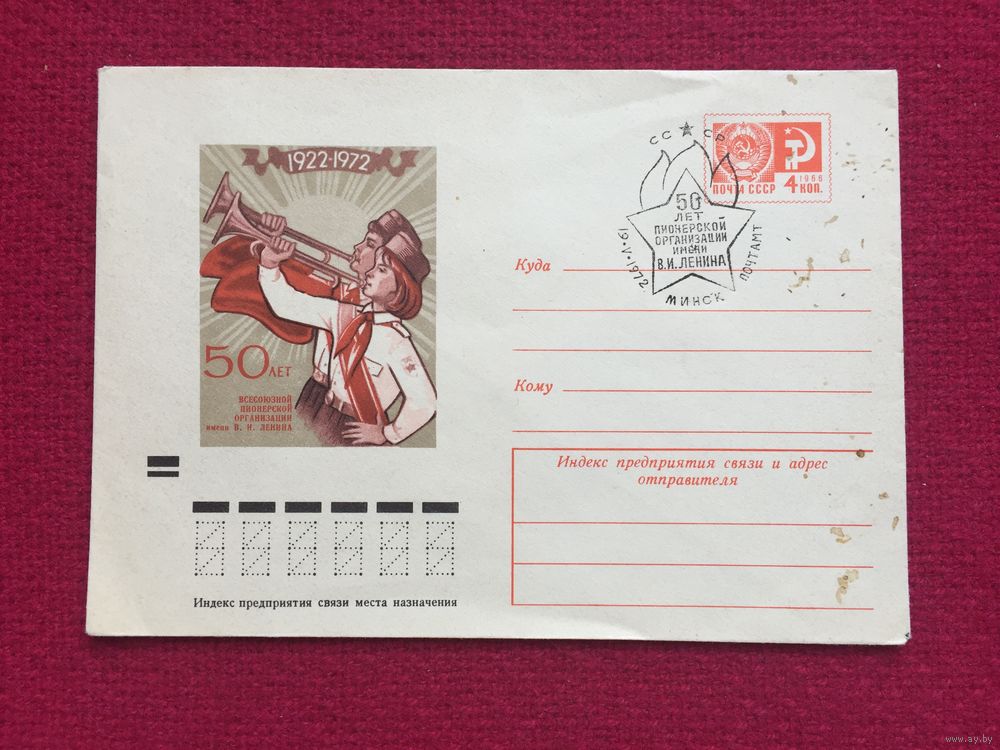 1922-1972
50 ЛЕТ
ВСЕСОЮЗНОЙ
ПИОНЕРСКОЙ
ОРГАНИЗАЦИИ
имени В. И. ЛЕНИНА
СС СР
50
ЛЕТ
ПИОНЕРСКОЙ
ОРГАНИЗАЦИИ
ИМЕНИ
В.И. ЛЕНИНА
19•V•1972
МИНСК
ПОЧТАМТ
1966
ПОЧТА СССР 4 КОП.
Куда
Кому
Индекс предприятия связи и адрес
отправителя
Индекс предприятия связи места назначения
www.ay.by